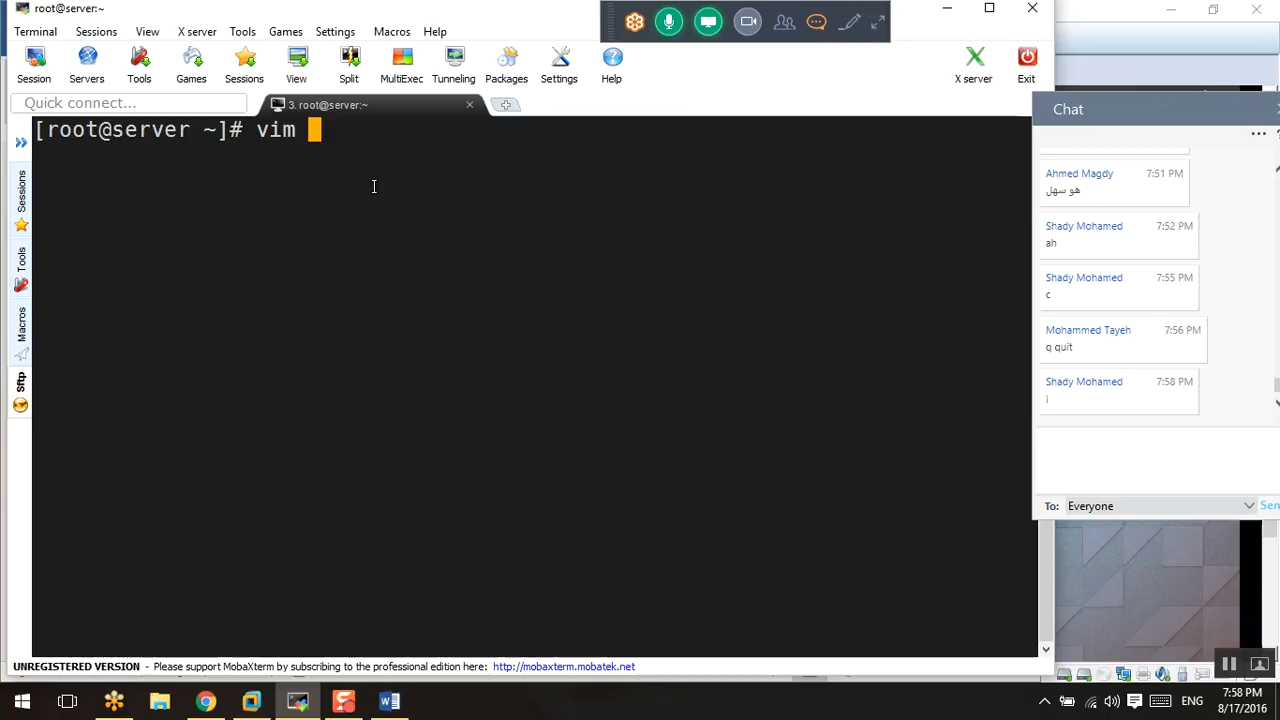 root@server:~
Terminal Sessions View X server Tools Games Settings Macros Help
Session Servers Tools Games Sessions View Split MultiExec Tunneling Packages Settings Help X server Exit
Quick connect...
3. root@server:~
[root@server ~]# vim
Sessions
Tools
Macros
Sftp
Chat
Ahmed Magdy 7:51 PM
هو سهل
Shady Mohamed 7:52 PM
ah
Shady Mohamed 7:55 PM
c
Mohammed Tayeh 7:56 PM
q quit
Shady Mohamed 7:58 PM
i
To: Everyone Sen
UNREGISTERED VERSION - Please support MobaXterm by subscribing to the professional edition here: http://mobaxterm.mobatek.net
ENG
7:58 PM
8/17/2016